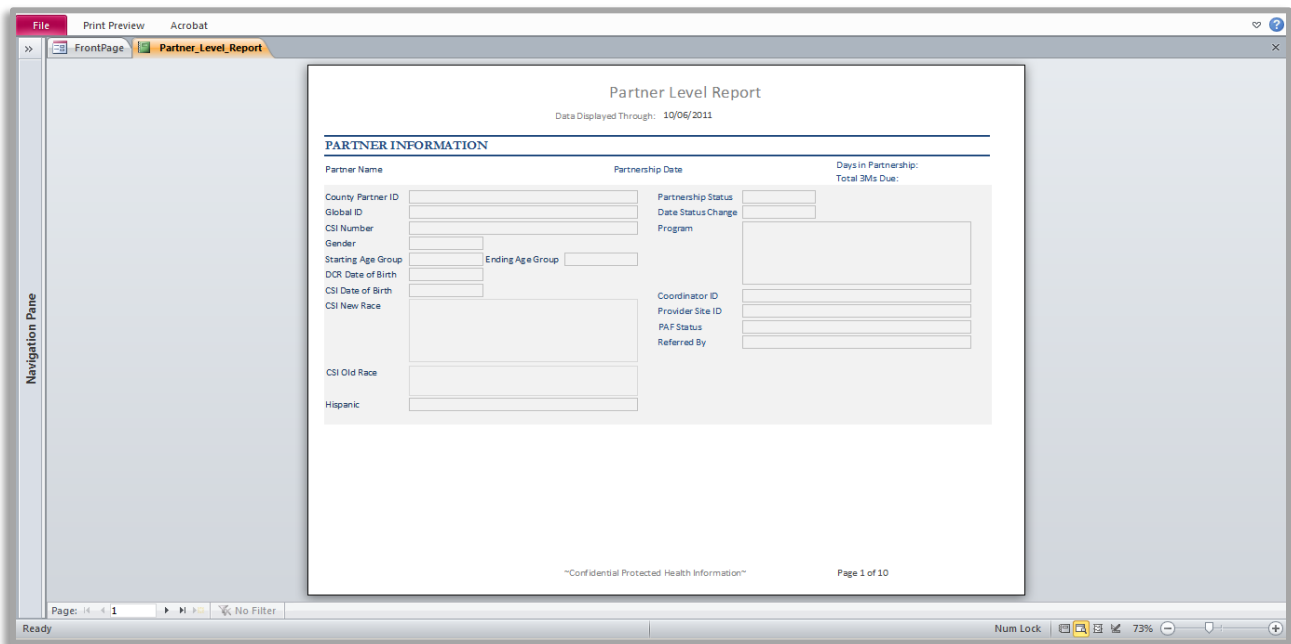 File Print Preview Acrobat
FrontPage Partner_Level_Report
Navigation Pane
Partner Level Report
Data Displayed Through: 10/06/2011
PARTNER INFORMATION
Partner Name Partnership Date Days in Partnership:
Total 3Ms Due:
County Partner ID Partnership Status
Global ID Date Status Change
CSI Number Program
Gender
Starting Age Group Ending Age Group
DCR Date of Birth
CSI Date of Birth Coordinator ID
CSI New Race Provider Site ID
PAF Status
Referred By
CSI Old Race
Hispanic
~Confidential Protected Health Information~ Page 1 of 10
Page: 1 No Filter
Ready Num Lock 73%